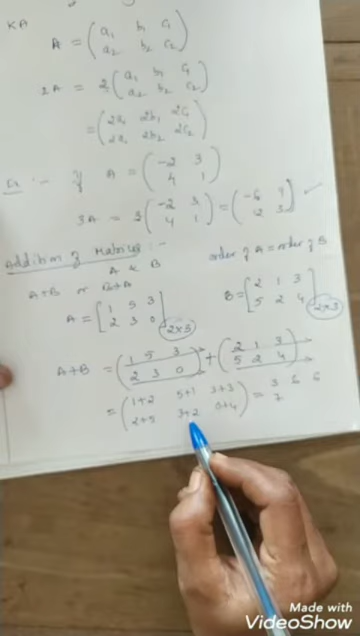 KA
A = ( a₁ b₁ c₁
a₂ b₂ c₂ )
2A = 2 ( a₁ b₁ c₁
a₂ b₂ c₂ )
= ( 2a₁ 2b₁ 2c₁
2a₂ 2b₂ 2c₂ )
Ex :- If A = ( -2 3
4 1 )
3A = 3 ( -2 3
4 1 ) = ( -6 9
12 3 ) ✓
Addition of Matrices :-
A & B order of A = order of B
A+B or B+A
A = [ 1 5 3
2 3 0 ] 2×3
B = [ 2 1 3
5 2 4 ] 2×3
A+B = ( 1 5 3
2 3 0 ) + ( 2 1 3
5 2 4 )
= ( 1+2 5+1 3+3
2+5 3+2 0+4 ) = 3 6 6
7
Made with
VideoShow